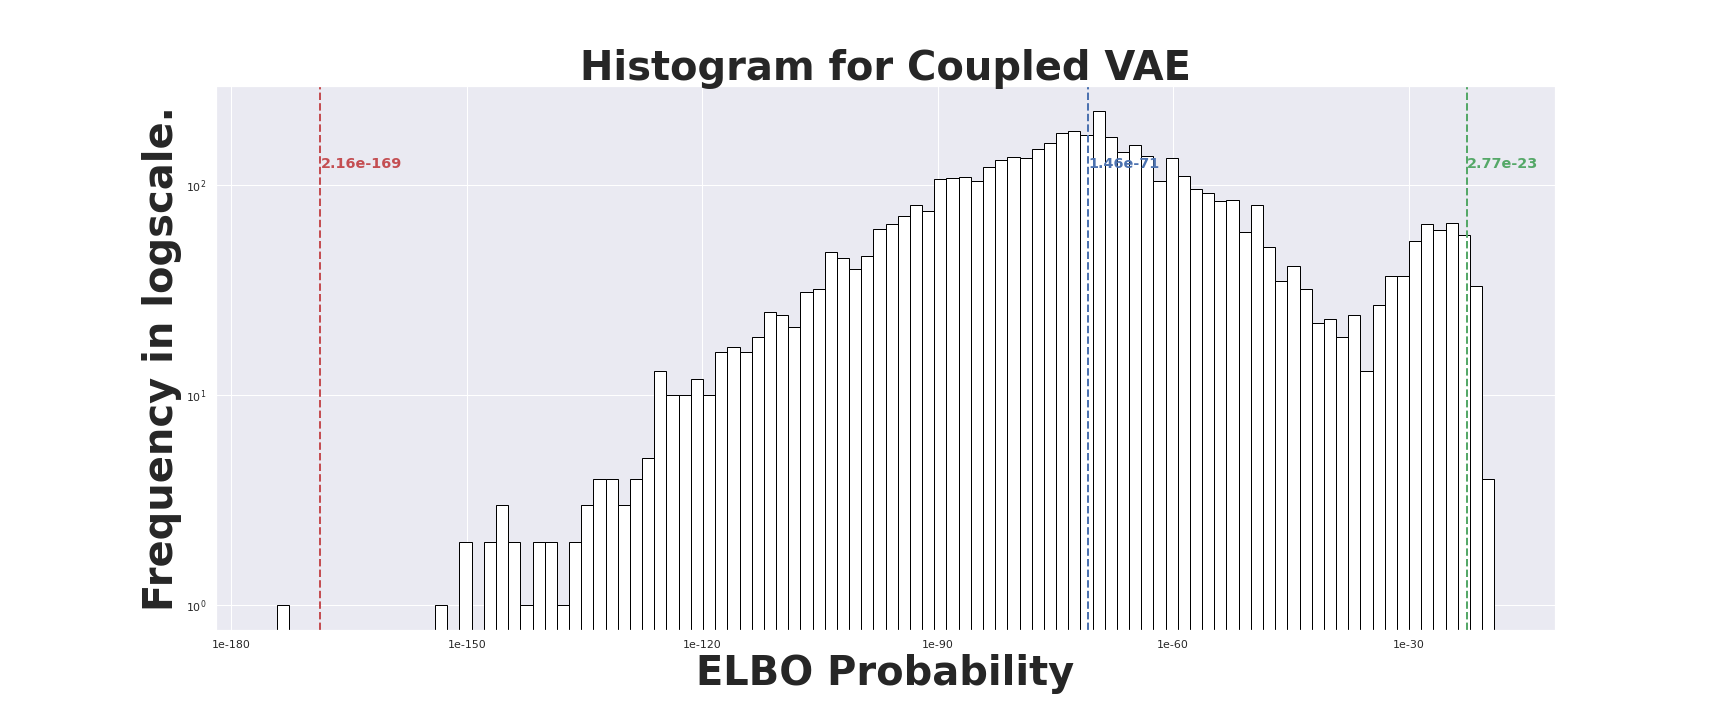 Histogram for Coupled VAE
Frequency in logscale.
10²
10¹
10⁰
2.16e-169
1.46e-71
2.77e-23
1e-180
1e-150
1e-120
1e-90
1e-60
1e-30
ELBO Probability